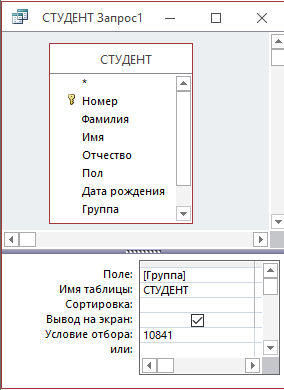 СТУДЕНТ Запрос1
СТУДЕНТ
*
Номер
Фамилия
Имя
Отчество
Пол
Дата рождения
Группа
Поле: [Группа]
Имя таблицы: СТУДЕНТ
Сортировка:
Вывод на экран:
Условие отбора: 10841
или: